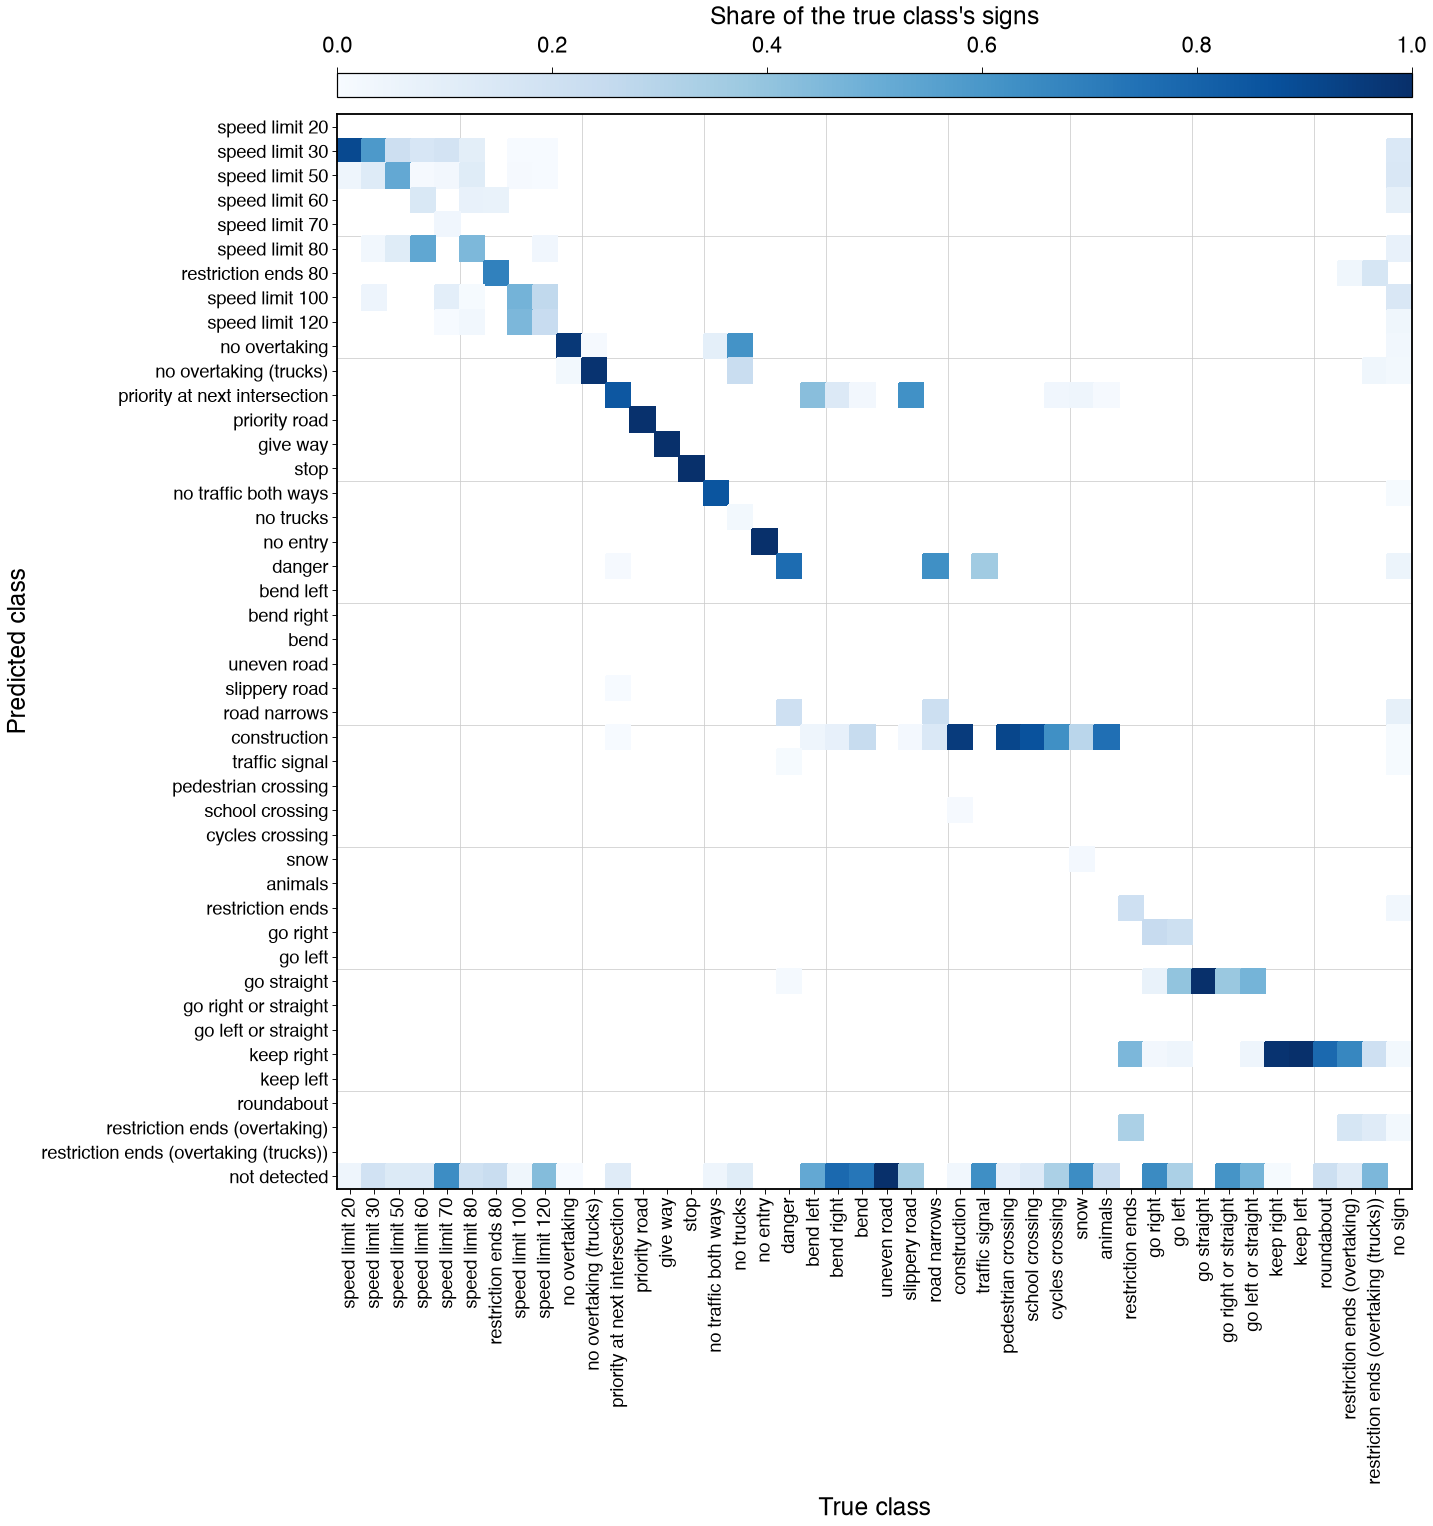 Share of the true class's signs
0.0 0.2 0.4 0.6 0.8 1.0
Predicted class
speed limit 20
speed limit 30
speed limit 50
speed limit 60
speed limit 70
speed limit 80
restriction ends 80
speed limit 100
speed limit 120
no overtaking
no overtaking (trucks)
priority at next intersection
priority road
give way
stop
no traffic both ways
no trucks
no entry
danger
bend left
bend right
bend
uneven road
slippery road
road narrows
construction
traffic signal
pedestrian crossing
school crossing
cycles crossing
snow
animals
restriction ends
go right
go left
go straight
go right or straight
go left or straight
keep right
keep left
roundabout
restriction ends (overtaking)
restriction ends (overtaking (trucks))
not detected
speed limit 20
speed limit 30
speed limit 50
speed limit 60
speed limit 70
speed limit 80
restriction ends 80
speed limit 100
speed limit 120
no overtaking
no overtaking (trucks)
priority at next intersection
priority road
give way
stop
no traffic both ways
no trucks
no entry
danger
bend left
bend right
bend
uneven road
slippery road
road narrows
construction
traffic signal
pedestrian crossing
school crossing
cycles crossing
snow
animals
restriction ends
go right
go left
go straight
go right or straight
go left or straight
keep right
keep left
roundabout
restriction ends (overtaking)
restriction ends (overtaking (trucks))
no sign
True class